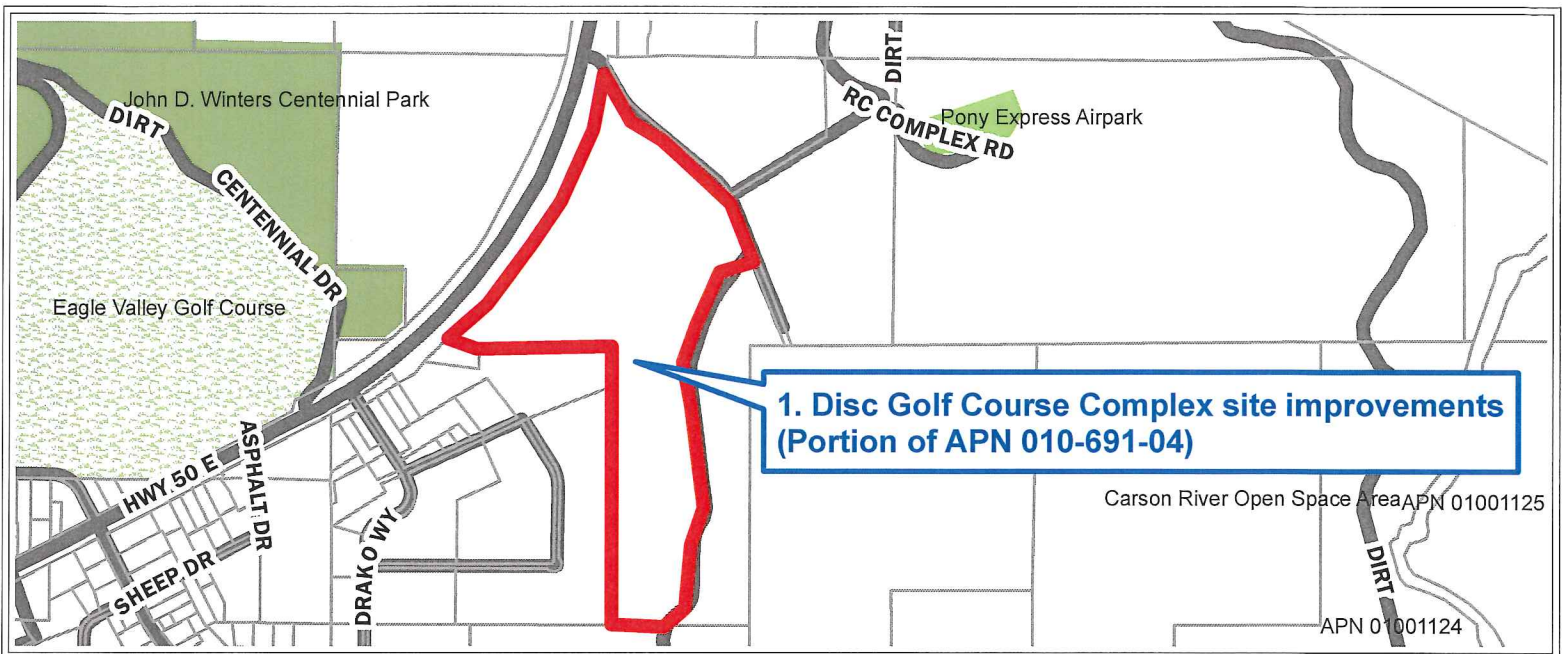 John D. Winters Centennial Park
DIRT
DIRT
RC COMPLEX RD
Pony Express Airpark
CENTENNIAL DR
Eagle Valley Golf Course
1. Disc Golf Course Complex site improvements
(Portion of APN 010-691-04)
HWY 50 E
ASPHALT DR
SHEEP DR
DRAKO WY
Carson River Open Space Area
APN 01001125
DIRT
APN 01001124